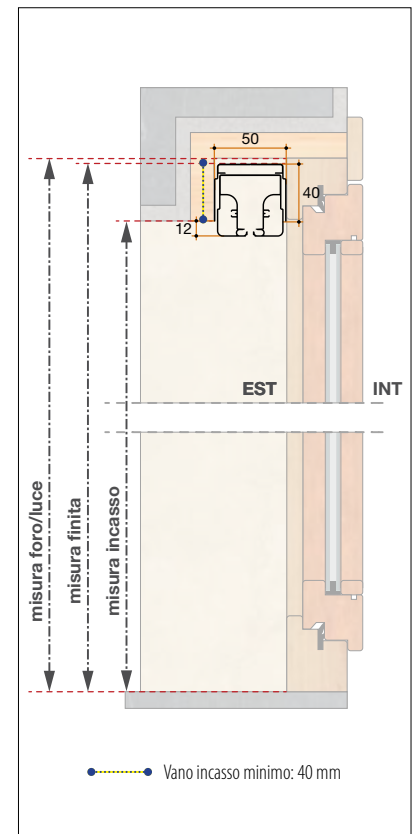 50
40
12
EST
INT
misura foro/luce
misura finita
misura incasso
Vano incasso minimo: 40 mm